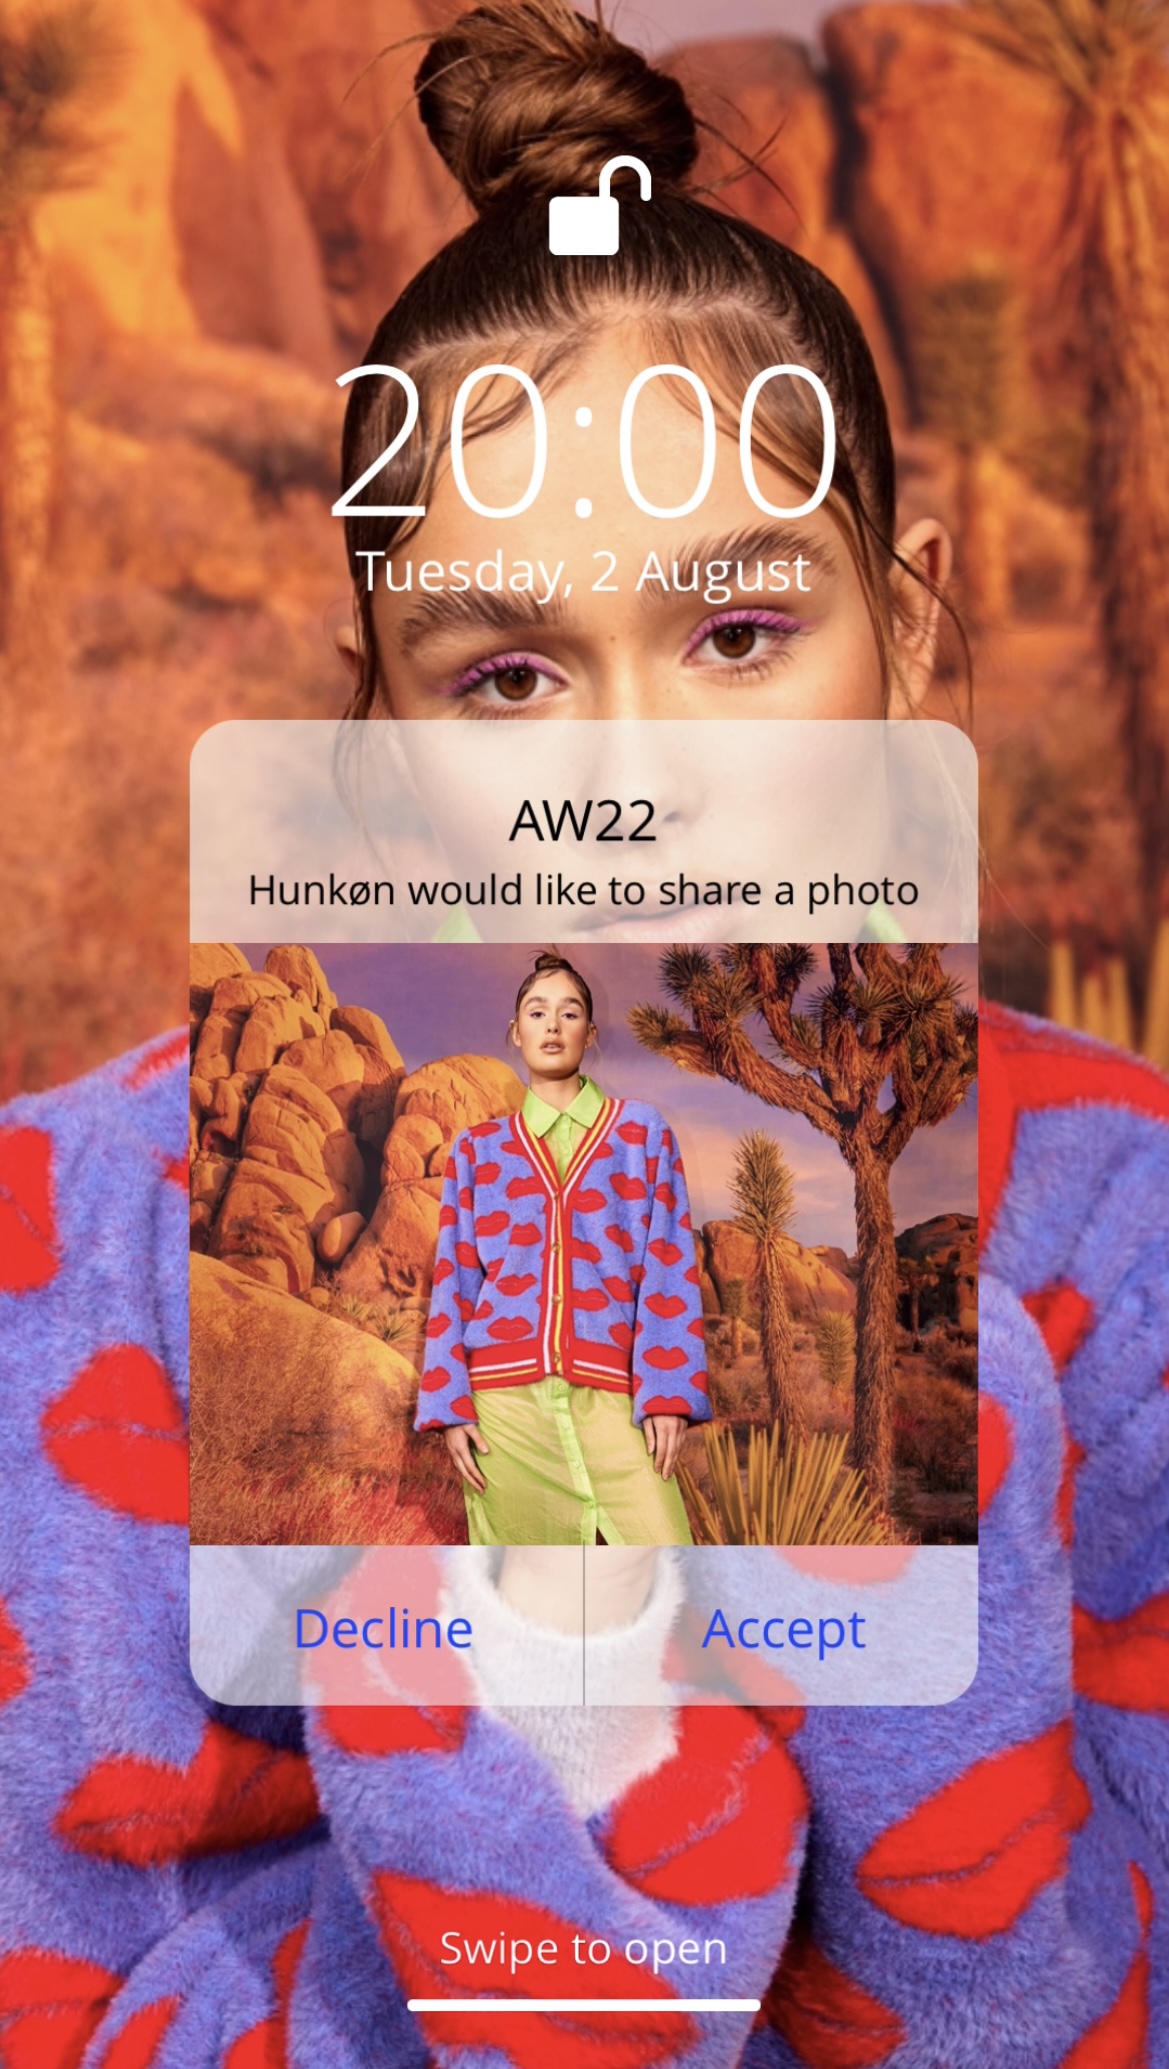 20:00
Tuesday, 2 August
AW22
Hunkøn would like to share a photo
Decline
Accept
Swipe to open